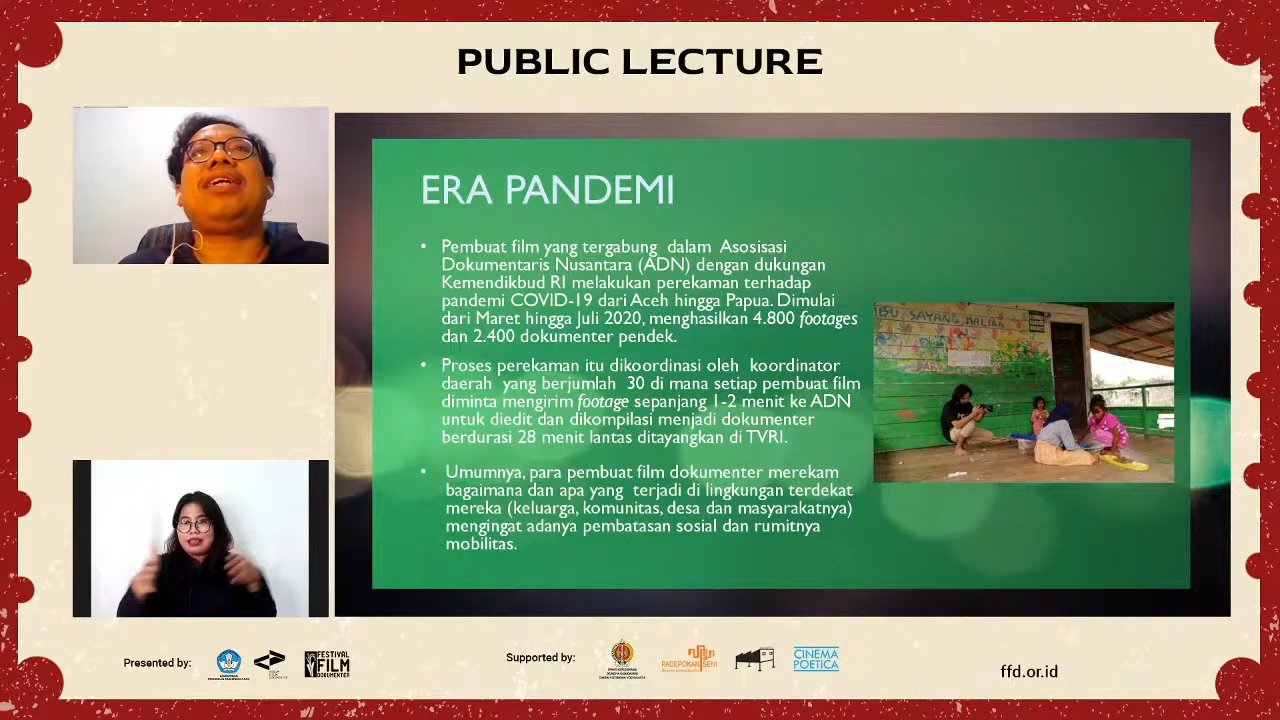 PUBLIC LECTURE
ERA PANDEMI
• Pembuat film yang tergabung dalam Asosisasi
Dokumentaris Nusantara (ADN) dengan dukungan
Kemendikbud RI melakukan perekaman terhadap
pandemi COVID-19 dari Aceh hingga Papua. Dimulai
dari Maret hingga Juli 2020, menghasilkan 4.800 footages
dan 2.400 dokumenter pendek.
• Proses perekaman itu dikoordinasi oleh koordinator
daerah yang berjumlah 30 di mana setiap pembuat film
diminta mengirim footage sepanjang 1-2 menit ke ADN
untuk diedit dan dikompilasi menjadi dokumenter
berdurasi 28 menit lantas ditayangkan di TVRI.
• Umumnya, para pembuat film dokumenter merekam
bagaimana dan apa yang terjadi di lingkungan terdekat
mereka (keluarga, komunitas, desa dan masyarakatnya)
mengingat adanya pembatasan sosial dan rumitnya
mobilitas.
BU SAYANG
Presented by:
FESTIVAL
FILM
DOKUMENTER
Supported by:
PADEPOKAN SENI
CINEMA
POETICA
ffd.or.id